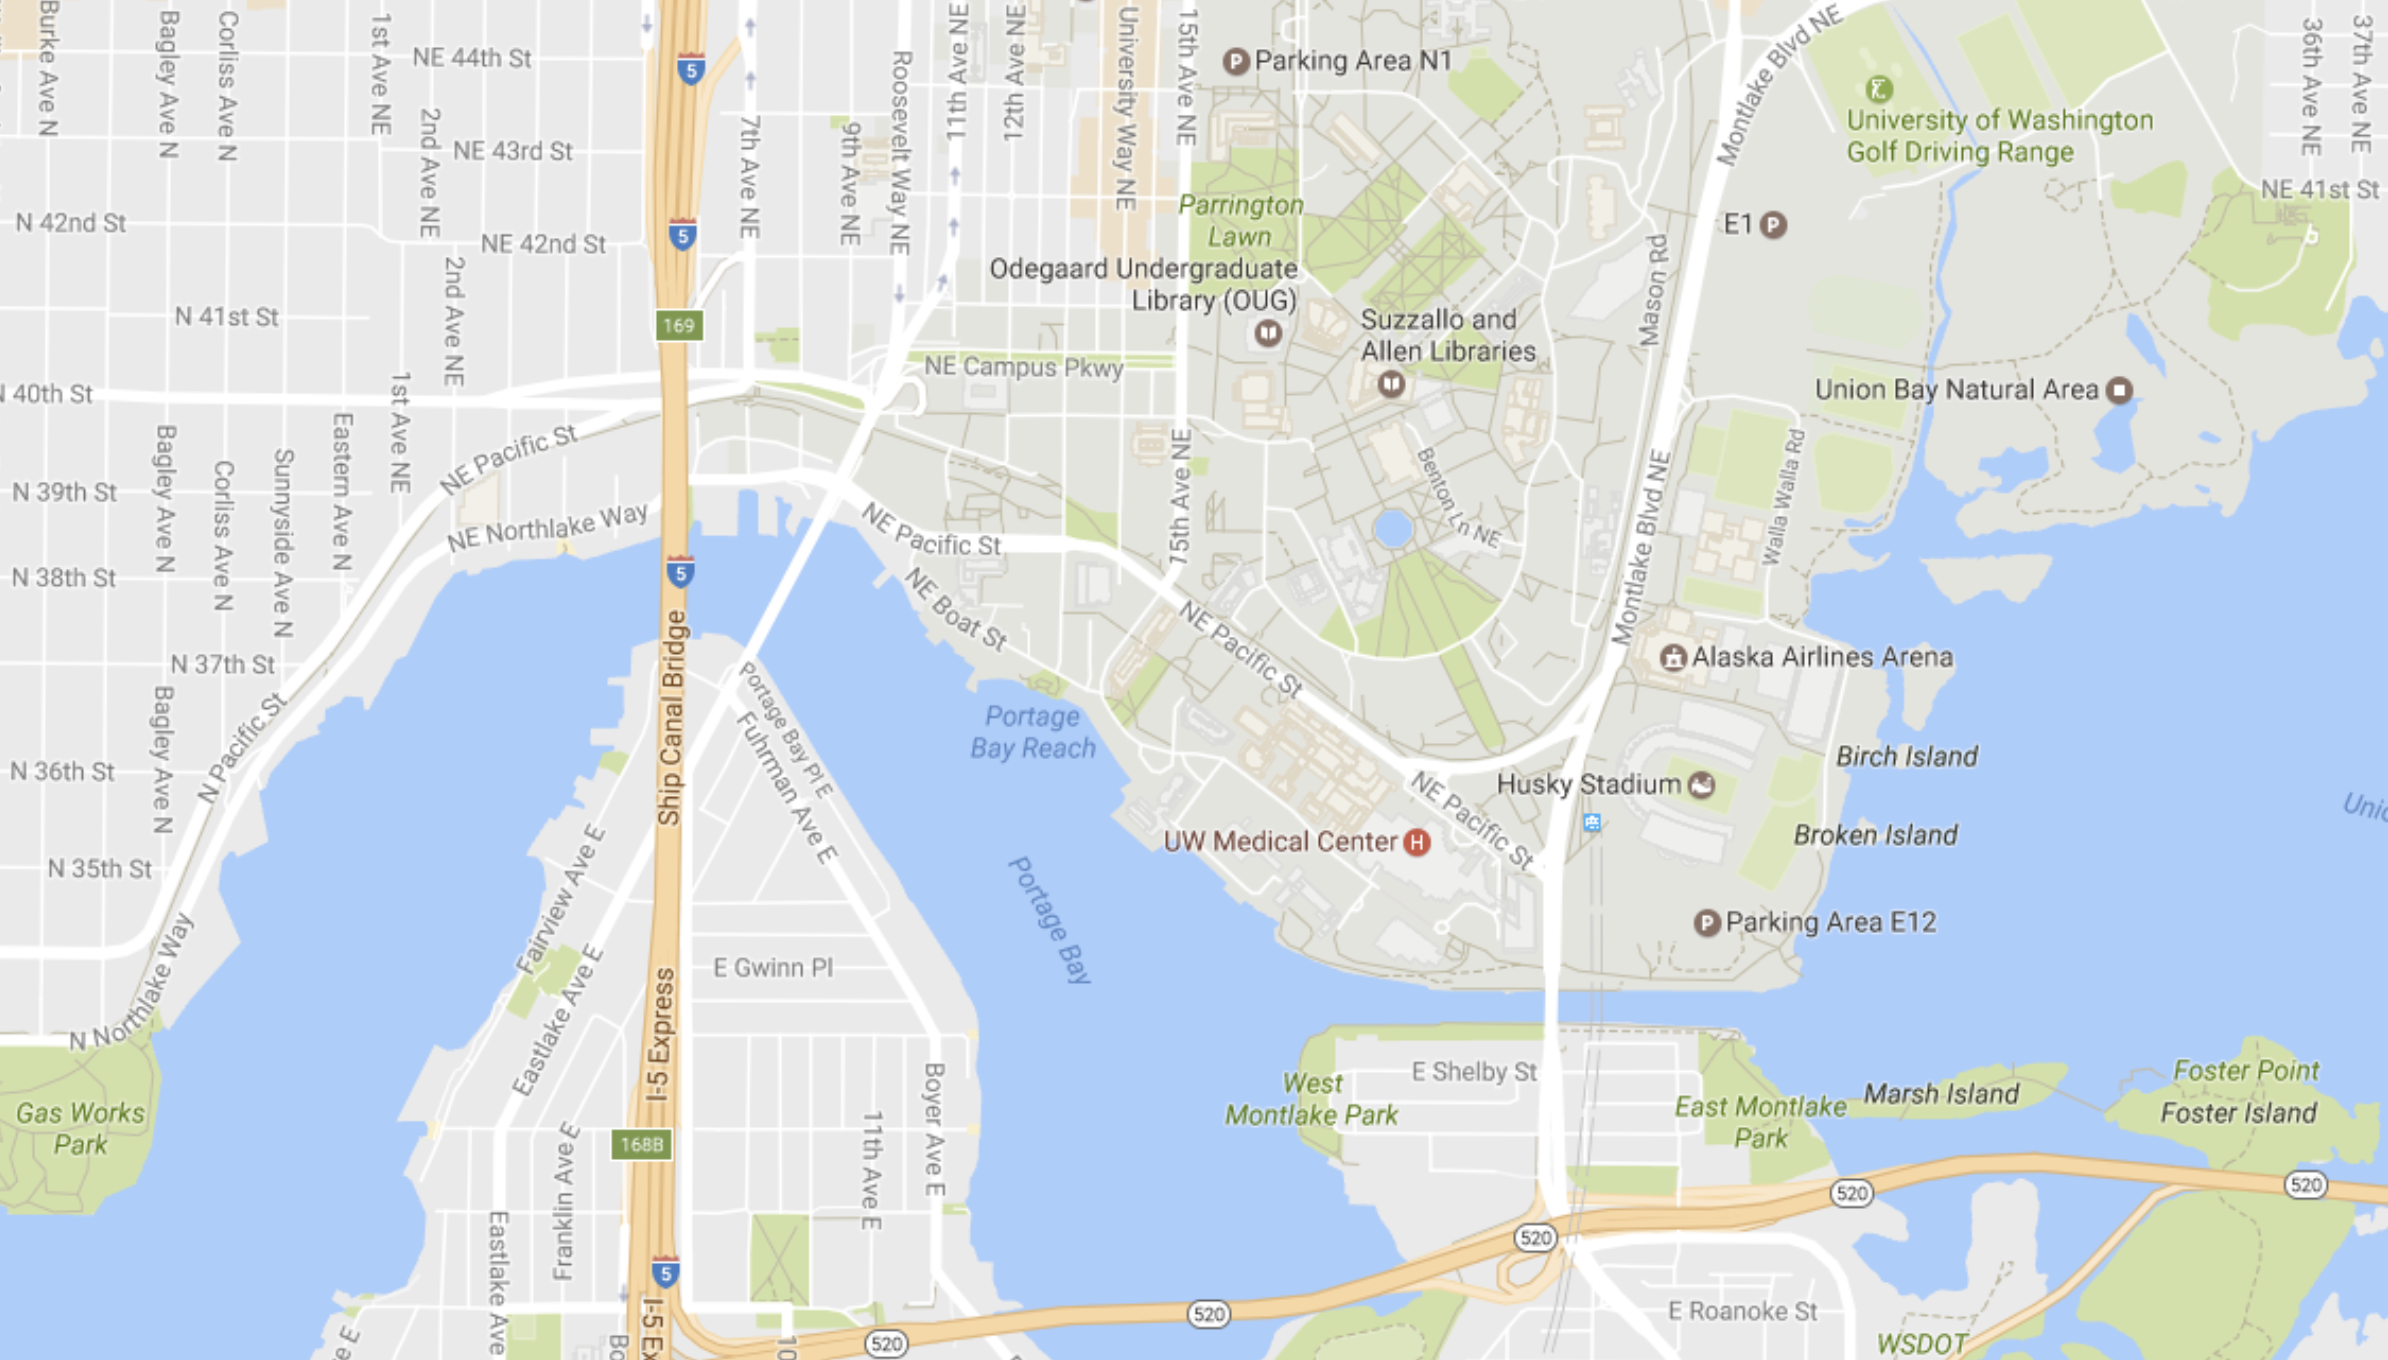 Burke Ave N
Bagley Ave N
Corliss Ave N
1st Ave NE
NE 44th St
2nd Ave NE
NE 43rd St
5
7th Ave NE
9th Ave NE
Roosevelt Way NE
11th Ave NE
12th Ave NE
University Way NE
15th Ave NE
P Parking Area N1
Montlake Blvd NE
University of Washington
Golf Driving Range
36th Ave NE
37th Ave NE
NE 41st St
N 42nd St
NE 42nd St
5
Parrington
Lawn
E1 P
Mason Rd
Odegaard Undergraduate
Library (OUG)
2nd Ave NE
N 41st St
169
Suzzallo and
Allen Libraries
NE Campus Pkwy
Union Bay Natural Area
N 40th St
1st Ave NE
Eastern Ave N
Bagley Ave N
Corliss Ave N
Sunnyside Ave N
NE Pacific St
N 39th St
NE Northlake Way
15th Ave NE
Benton Ln NE
Montlake Blvd NE
Walla Walla Rd
NE Pacific St
N 38th St
5
NE Boat St
NE Pacific St
Alaska Airlines Arena
N 37th St
Bagley Ave N
N Pacific St
Ship Canal Bridge
Portage Bay Pl E
Fuhrman Ave E
Portage
Bay Reach
Birch Island
N 36th St
Husky Stadium
NE Pacific St
Broken Island
UW Medical Center H
N 35th St
Fairview Ave E
Portage Bay
P Parking Area E12
N Northlake Way
Eastlake Ave E
E Gwinn Pl
I-5 Express
Boyer Ave E
E Shelby St
West
Montlake Park
East Montlake
Park
Marsh Island
Foster Point
Foster Island
Gas Works
Park
168B
Franklin Ave E
11th Ave E
520
520
520
Eastlake Ave
5
520
520
E Roanoke St
WSDOT